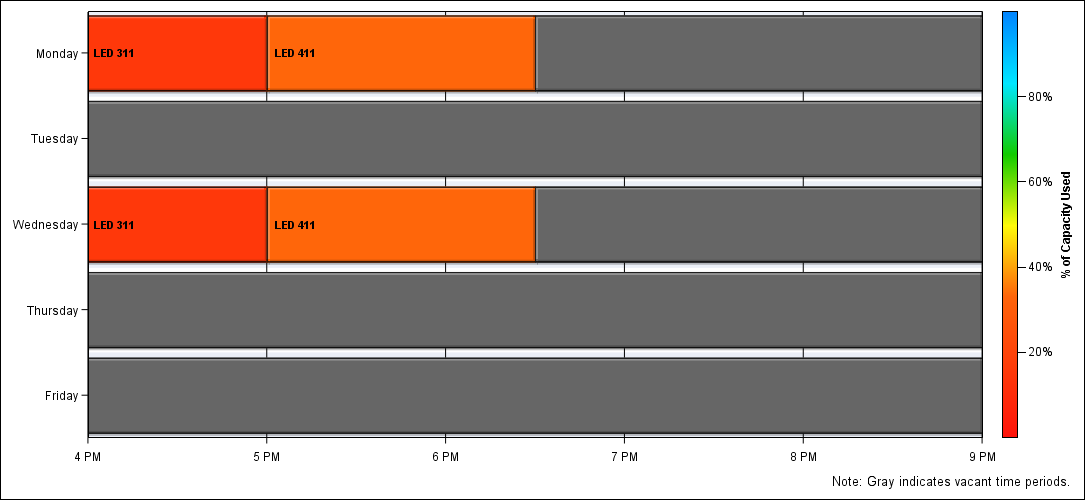 Monday
LED 311
LED 411
Tuesday
Wednesday
LED 311
LED 411
Thursday
Friday
4 PM
5 PM
6 PM
7 PM
8 PM
9 PM
80%
60%
40%
20%
% of Capacity Used
Note: Gray indicates vacant time periods.